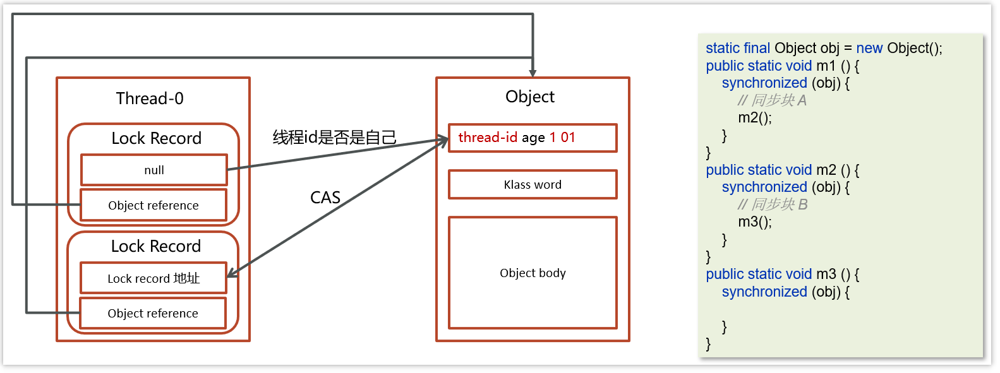 Thread-0
Lock Record
null
Object reference
Lock Record
Lock record 地址
Object reference
线程id是否是自己
CAS
Object
thread-id age 1 01
Klass word
Object body
static final Object obj = new Object();
public static void m1 () {
synchronized (obj) {
// 同步块 A
m2();
}
}
public static void m2 () {
synchronized (obj) {
// 同步块 B
m3();
}
}
public static void m3 () {
synchronized (obj) {
}
}